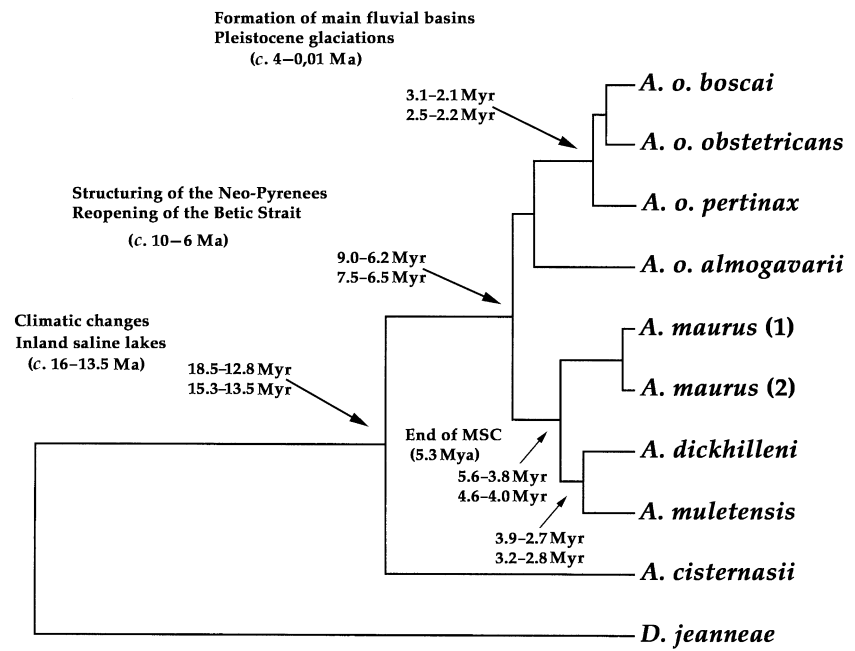 Formation of main fluvial basins
Pleistocene glaciations
(c. 4–0,01 Ma)
3.1–2.1 Myr
2.5–2.2 Myr
A. o. boscai
A. o. obstetricans
A. o. pertinax
A. o. almogavarii
Structuring of the Neo-Pyrenees
Reopening of the Betic Strait
(c. 10–6 Ma)
9.0–6.2 Myr
7.5–6.5 Myr
Climatic changes
Inland saline lakes
(c. 16–13.5 Ma)
18.5–12.8 Myr
15.3–13.5 Myr
A. maurus (1)
A. maurus (2)
End of MSC
(5.3 Mya)
5.6–3.8 Myr
4.6–4.0 Myr
3.9–2.7 Myr
3.2–2.8 Myr
A. dickhilleni
A. muletensis
A. cisternasii
D. jeanneae